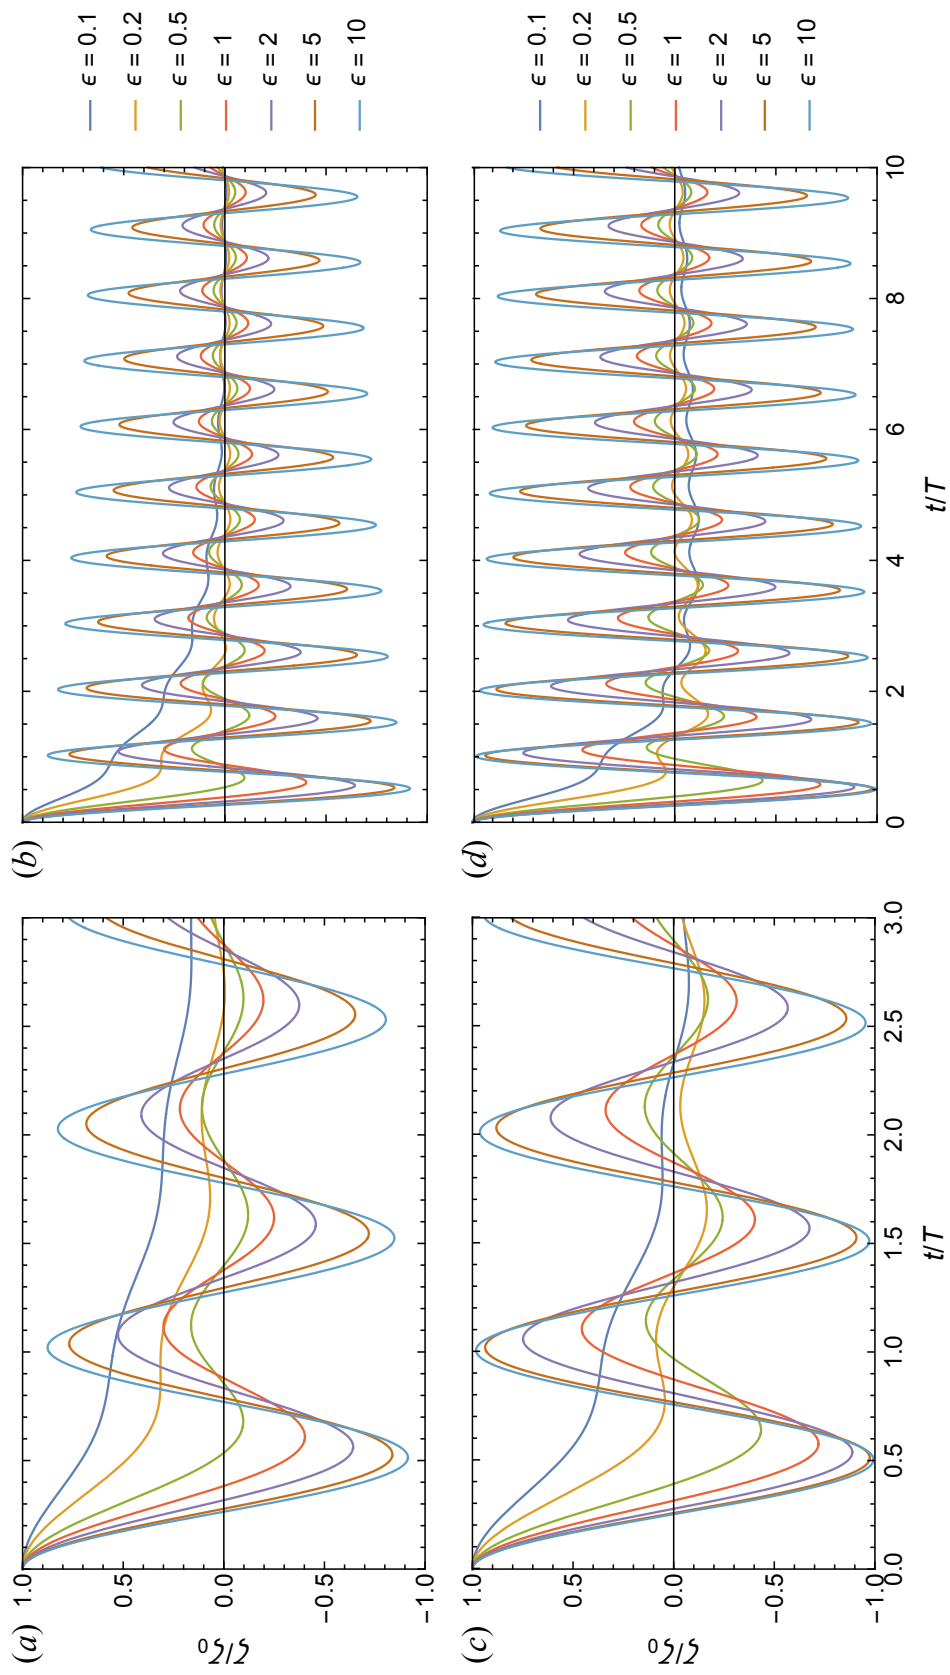 (a)
ζ/ζ0
1.0
0.5
0.0
−0.5
−1.0
(b)
ϵ = 0.1
ϵ = 0.2
ϵ = 0.5
ϵ = 1
ϵ = 2
ϵ = 5
ϵ = 10
(c)
ζ/ζ0
1.0
0.5
0.0
−0.5
−1.0
0.0 0.5 1.0 1.5 2.0 2.5 3.0
t/T
(d)
0 2 4 6 8 10
t/T
ϵ = 0.1
ϵ = 0.2
ϵ = 0.5
ϵ = 1
ϵ = 2
ϵ = 5
ϵ = 10